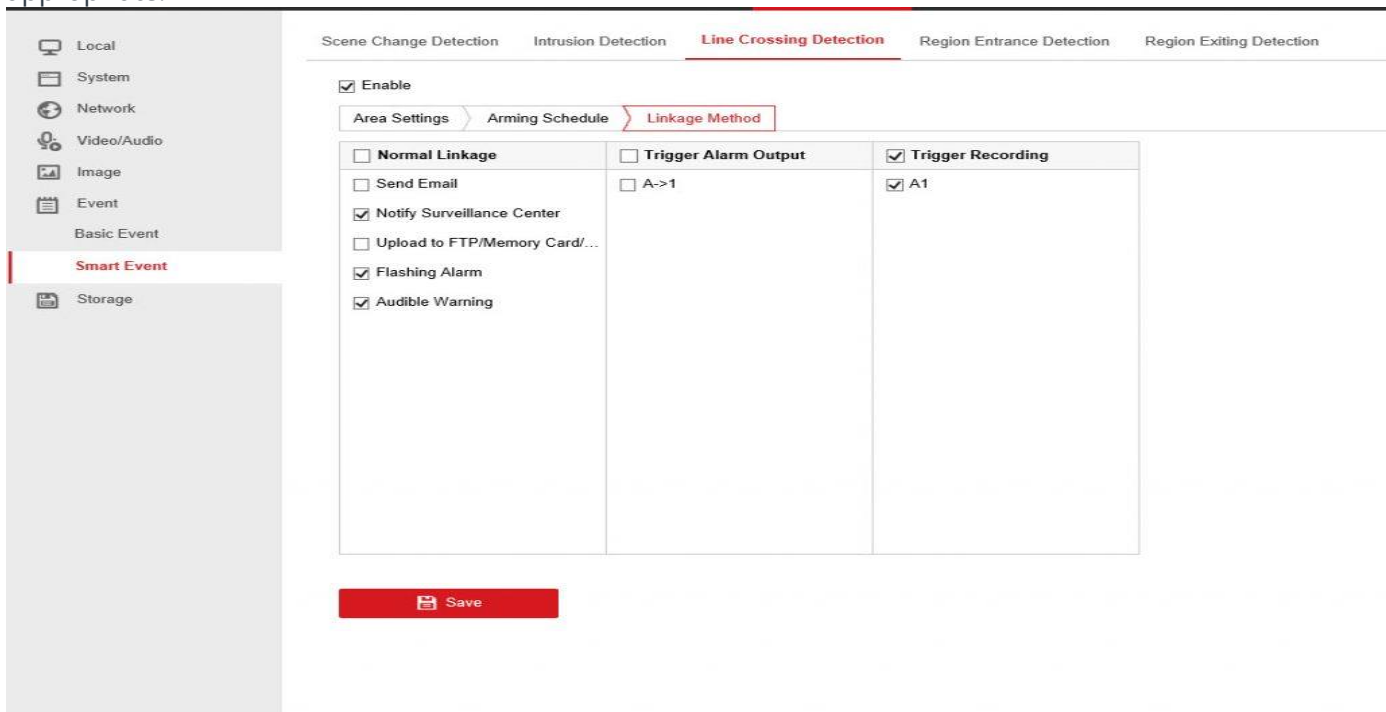 Local
System
Network
Video/Audio
Image
Event
Basic Event
Smart Event
Storage
Scene Change Detection Intrusion Detection Line Crossing Detection Region Entrance Detection Region Exiting Detection
Enable
Area Settings Arming Schedule Linkage Method
Normal Linkage Trigger Alarm Output Trigger Recording
Send Email A->1 A1
Notify Surveillance Center
Upload to FTP/Memory Card/...
Flashing Alarm
Audible Warning
Save